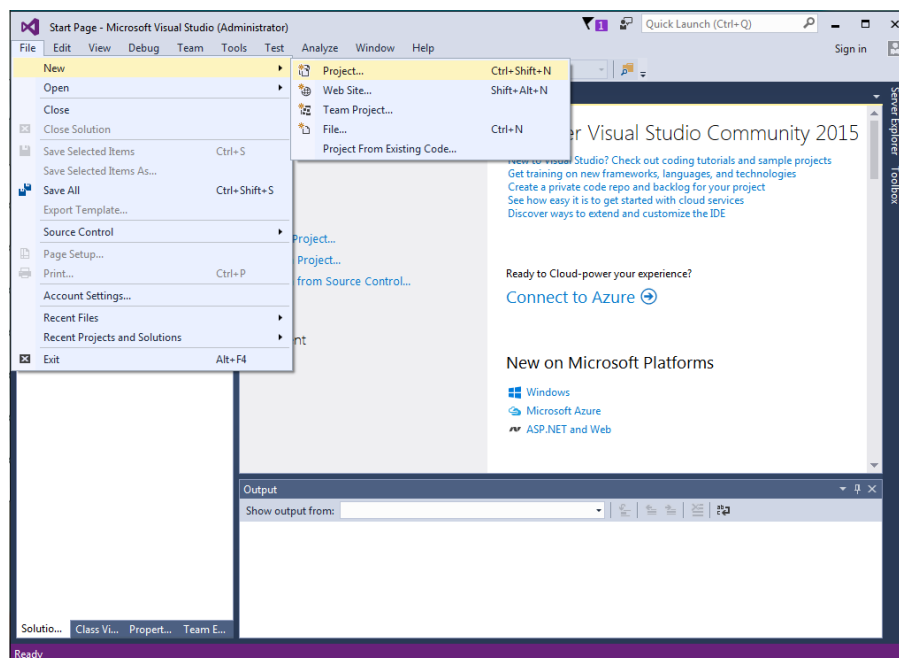 Start Page - Microsoft Visual Studio (Administrator)
1
Quick Launch (Ctrl+Q)
File Edit View Debug Team Tools Test Analyze Window Help
Sign in
New
Open
Close
Close Solution
Save Selected Items Ctrl+S
Save Selected Items As...
Save All Ctrl+Shift+S
Export Template...
Source Control
Page Setup...
Print... Ctrl+P
Account Settings...
Recent Files
Recent Projects and Solutions
Exit Alt+F4
Project... Ctrl+Shift+N
Web Site... Shift+Alt+N
Team Project...
File... Ctrl+N
Project From Existing Code...
Visual Studio Community 2015
New to Visual Studio? Check out coding tutorials and sample projects
Get training on new frameworks, languages, and technologies
Create a private code repo and backlog for your project
See how easy it is to get started with cloud services
Discover ways to extend and customize the IDE
Project...
Project...
from Source Control...
Ready to Cloud-power your experience?
Connect to Azure
New on Microsoft Platforms
Windows
Microsoft Azure
ASP.NET and Web
Server Explorer
Toolbox
Output
Show output from:
Solutio... Class Vi... Propert... Team E...
Ready